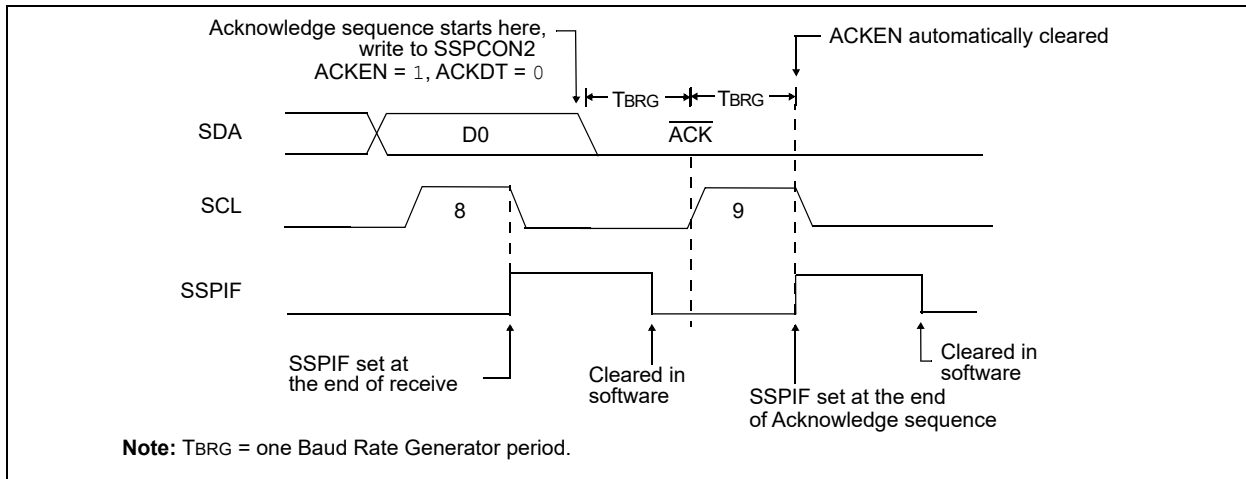 Acknowledge sequence starts here,
write to SSPCON2
ACKEN = 1, ACKDT = 0
ACKEN automatically cleared
TBRG
TBRG
SDA
D0
ACK
SCL
8
9
SSPIF
SSPIF set at
the end of receive
Cleared in
software
SSPIF set at the end
of Acknowledge sequence
Cleared in
software
Note: TBRG = one Baud Rate Generator period.